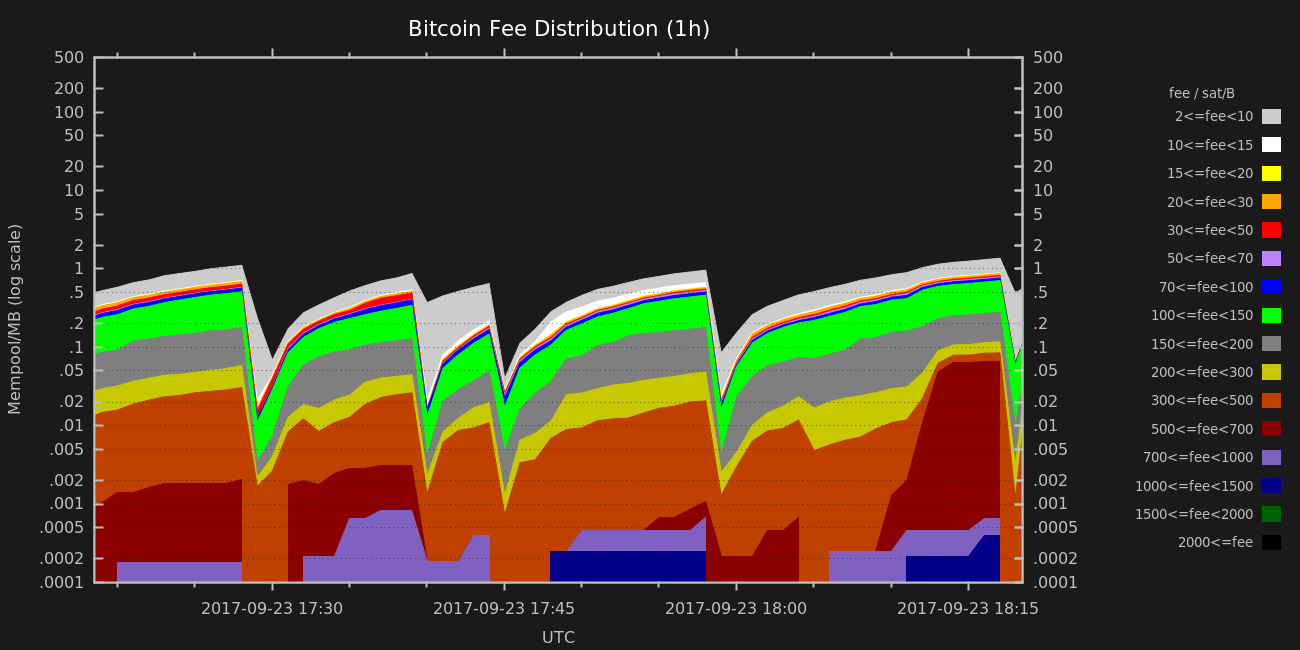 Bitcoin Fee Distribution (1h)
500
200
100
50
20
10
5
2
1
.5
.2
.1
.05
.02
.01
.005
.002
.001
.0005
.0002
.0001
Mempool/MB (log scale)
500
200
100
50
20
10
5
2
1
.5
.2
.1
.05
.02
.01
.005
.002
.001
.0005
.0002
.0001
2017-09-23 17:30
2017-09-23 17:45
2017-09-23 18:00
2017-09-23 18:15
UTC
fee / sat/B
2<=fee<10
10<=fee<15
15<=fee<20
20<=fee<30
30<=fee<50
50<=fee<70
70<=fee<100
100<=fee<150
150<=fee<200
200<=fee<300
300<=fee<500
500<=fee<700
700<=fee<1000
1000<=fee<1500
1500<=fee<2000
2000<=fee